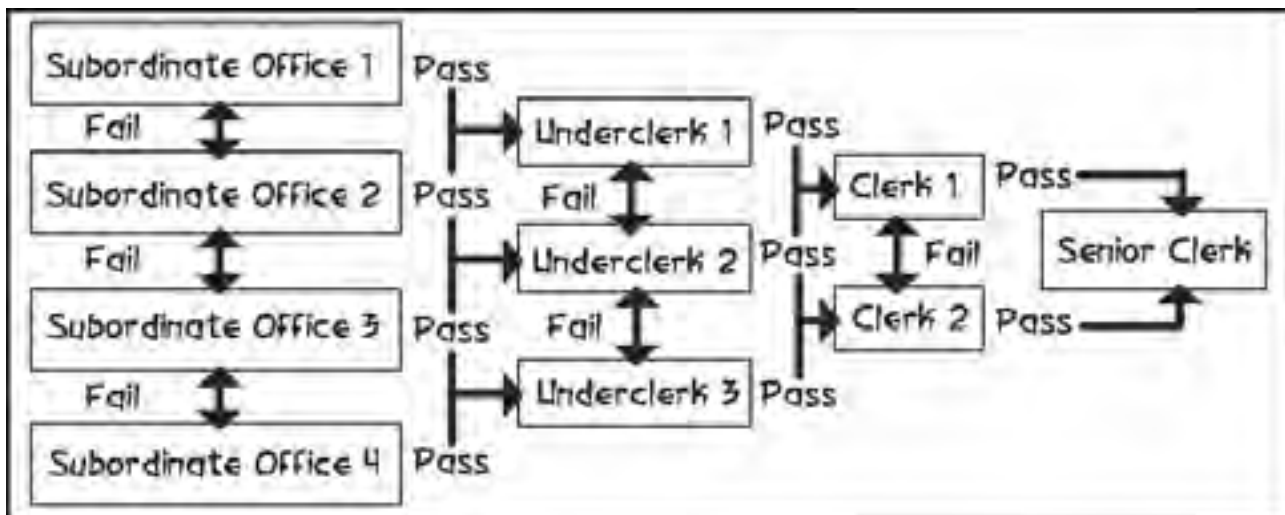 Subordinate Office 1
Pass
Fail
Underclerk 1
Pass
Subordinate Office 2
Pass
Fail
Clerk 1
Pass
Fail
Underclerk 2
Pass
Fail
Senior Clerk
Subordinate Office 3
Pass
Fail
Clerk 2
Pass
Fail
Underclerk 3
Pass
Subordinate Office 4
Pass